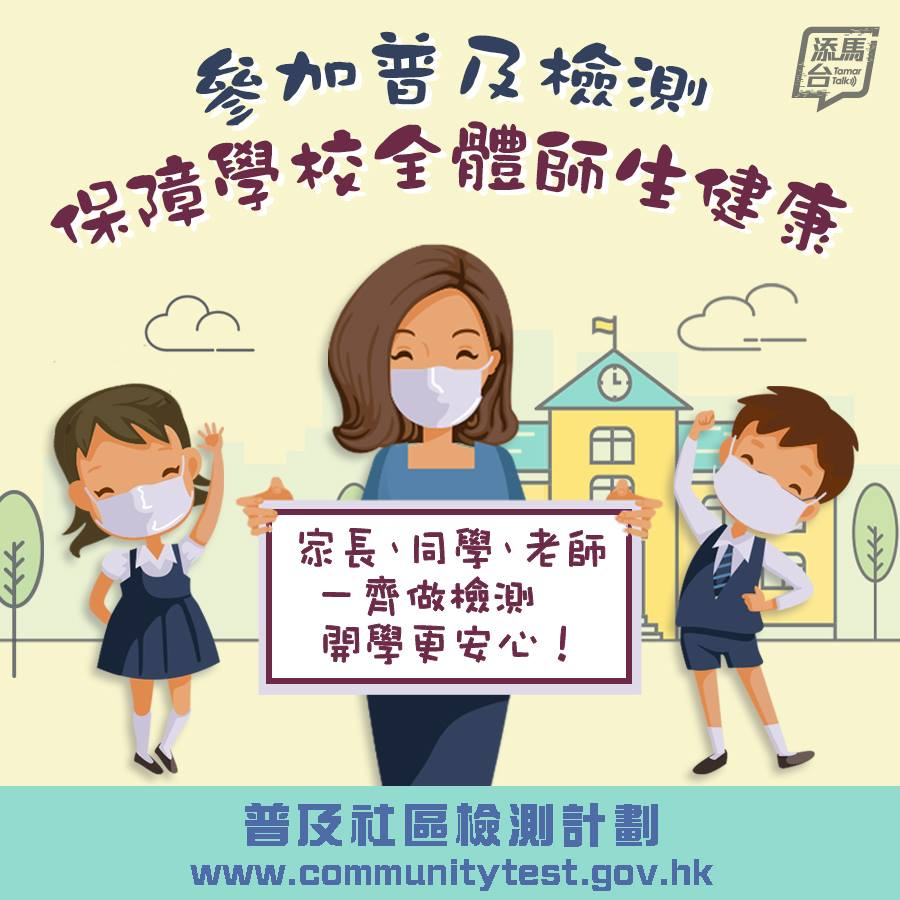 參加普及檢測
保障學校全體師生健康
添馬台
Tamar
Talk
家長、同學、老師
一齊做檢測
開學更安心！
普及社區檢測計劃
www.communitytest.gov.hk